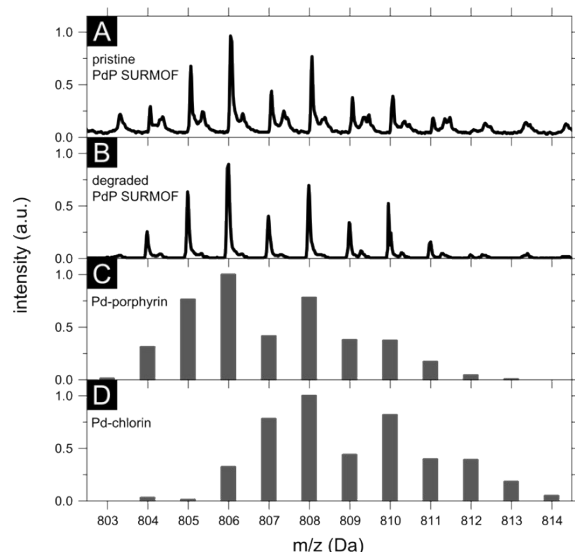 A
pristine
PdP SURMOF
1.0
0.5
0.0
B
degraded
PdP SURMOF
1.0
0.5
0.0
C
Pd-porphyrin
1.0
0.5
0.0
D
Pd-chlorin
1.0
0.5
0.0
intensity (a.u.)
803 804 805 806 807 808 809 810 811 812 813 814
m/z (Da)